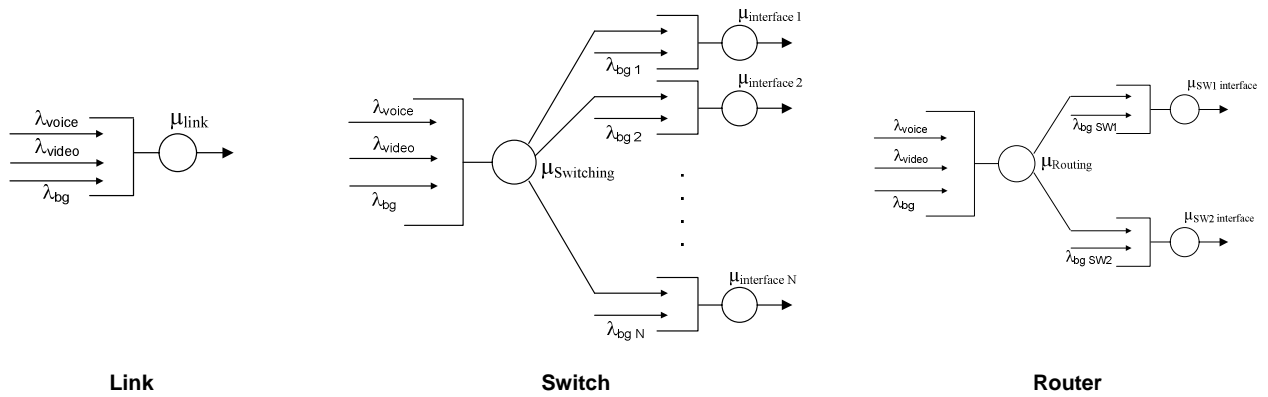 λvoice
λvideo
λbg
μlink
Link
λvoice
λvideo
λbg
μSwitching
λbg 1
μinterface 1
λbg 2
μinterface 2
λbg N
μinterface N
Switch
λvoice
λvideo
λbg
μRouting
λbg SW1
μSW1 interface
λbg SW2
μSW2 interface
Router